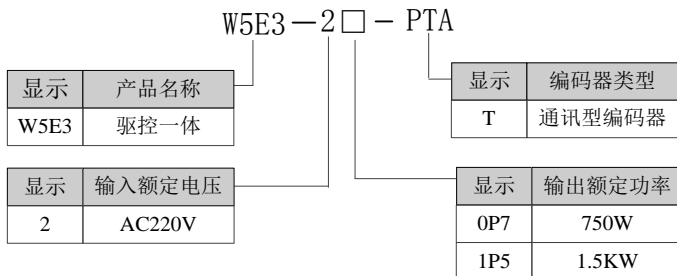 W5E3-2□-PTA
显示 产品名称
W5E3 驱控一体
显示 编码器类型
T 通讯型编码器
显示 输入额定电压
2 AC220V
显示 输出额定功率
0P7 750W
1P5 1.5KW